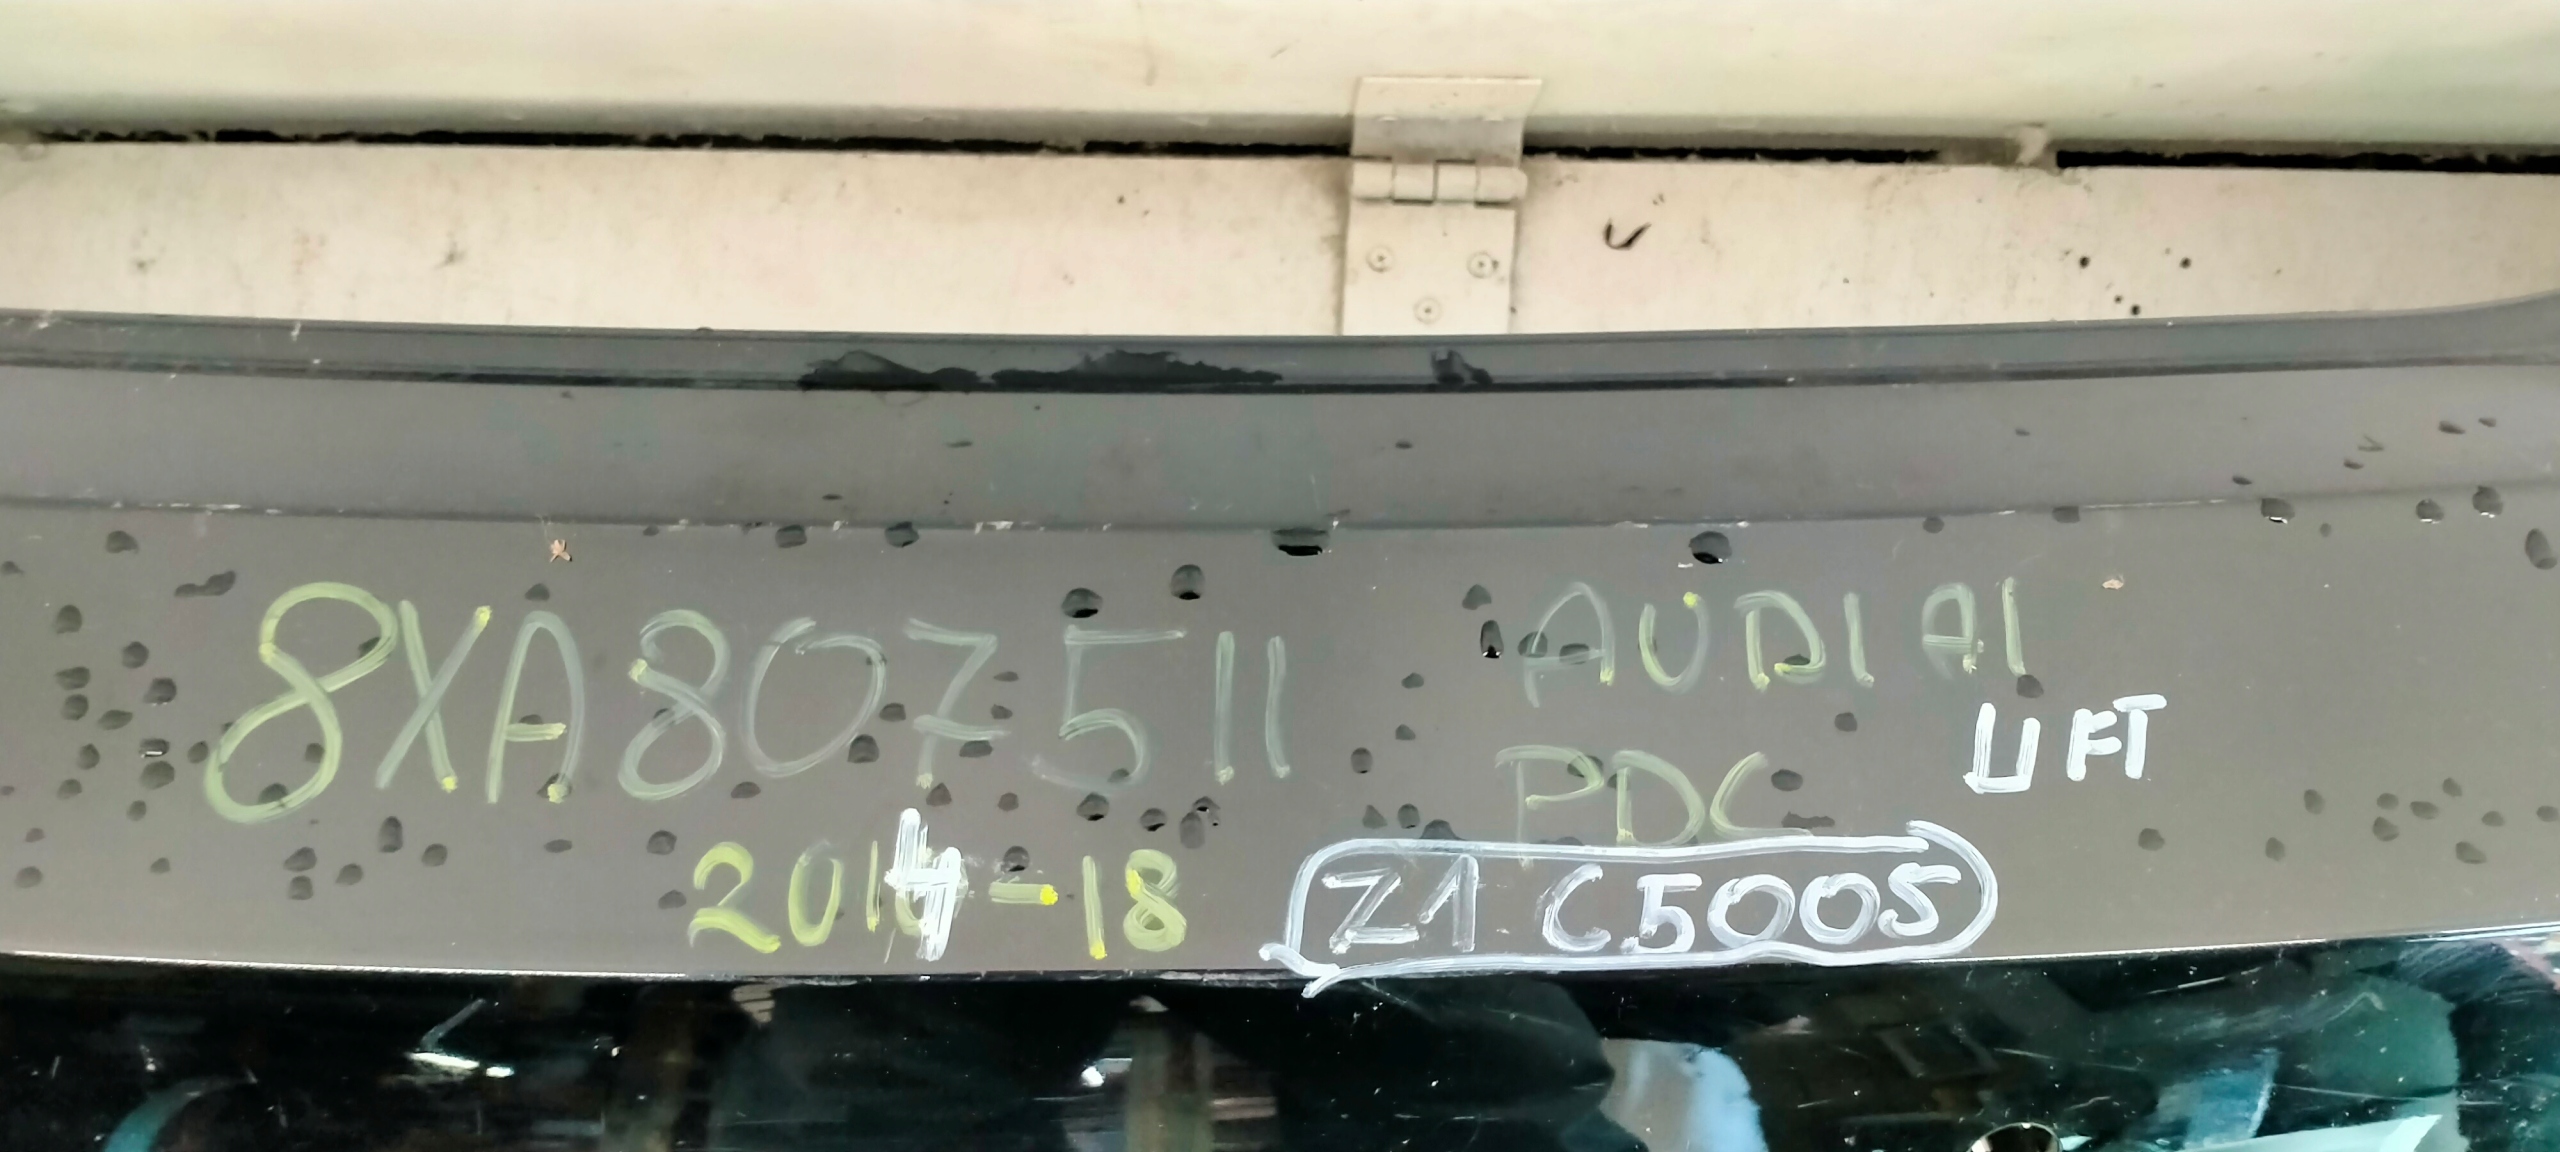 8XA807511 AUDI A1
LIFT
PDC
2014-18
Z1 C500S